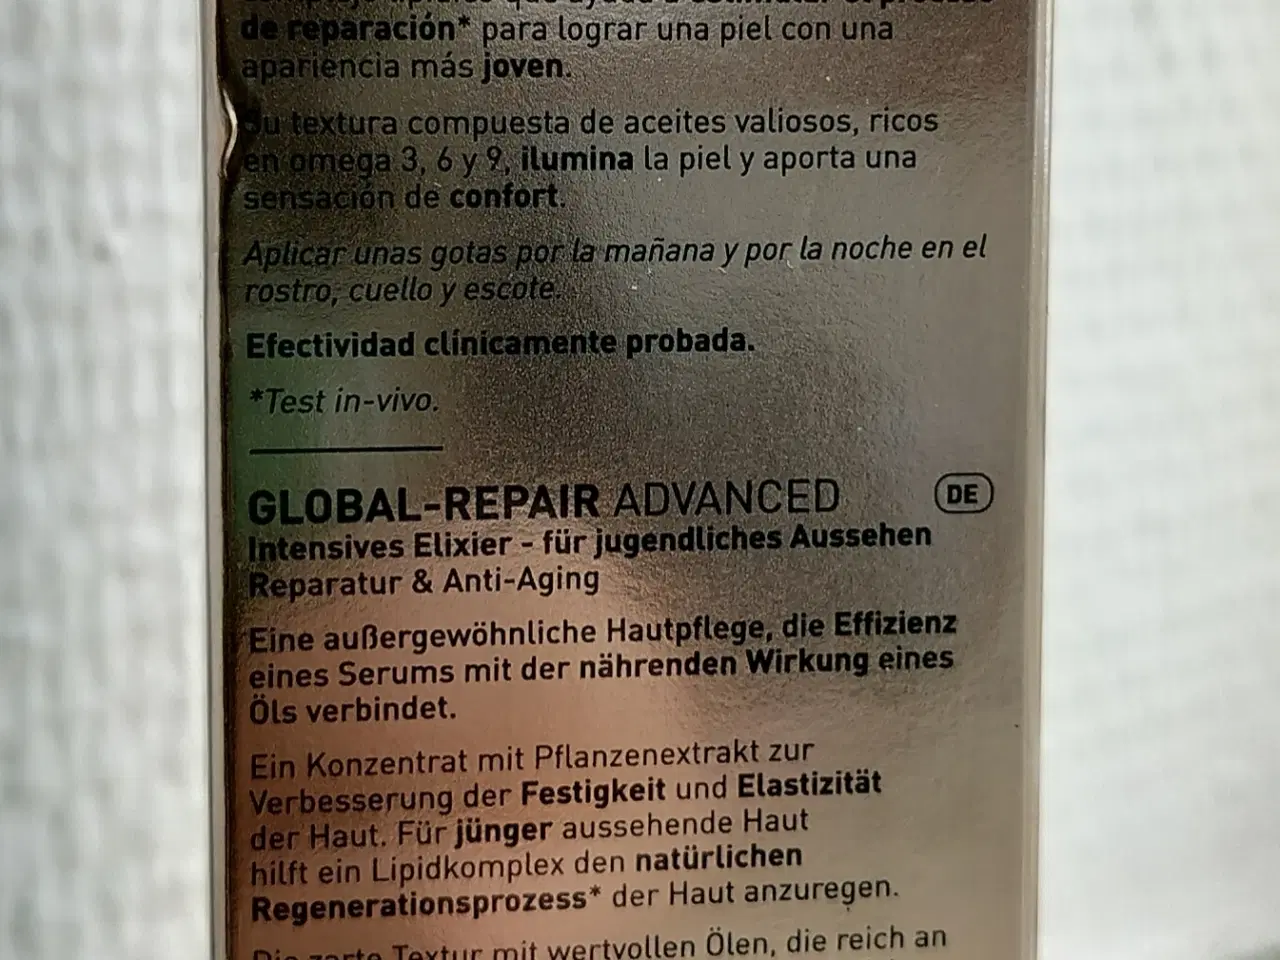 de reparación* para lograr una piel con una
apariencia más joven.
Su textura compuesta de aceites valiosos, ricos
en omega 3, 6 y 9, ilumina la piel y aporta una
sensación de confort.
Aplicar unas gotas por la mañana y por la noche en el
rostro, cuello y escote.
Efectividad clínicamente probada.
*Test in-vivo.
GLOBAL-REPAIR ADVANCED DE
Intensives Elixier - für jugendliches Aussehen
Reparatur & Anti-Aging
Eine außergewöhnliche Hautpflege, die Effizienz
eines Serums mit der nährenden Wirkung eines
Öls verbindet.
Ein Konzentrat mit Pflanzenextrakt zur
Verbesserung der Festigkeit und Elastizität
der Haut. Für jünger aussehende Haut
hilft ein Lipidkomplex den natürlichen
Regenerationsprozess* der Haut anzuregen.
Die zarte Textur mit wertvollen Ölen, die reich an